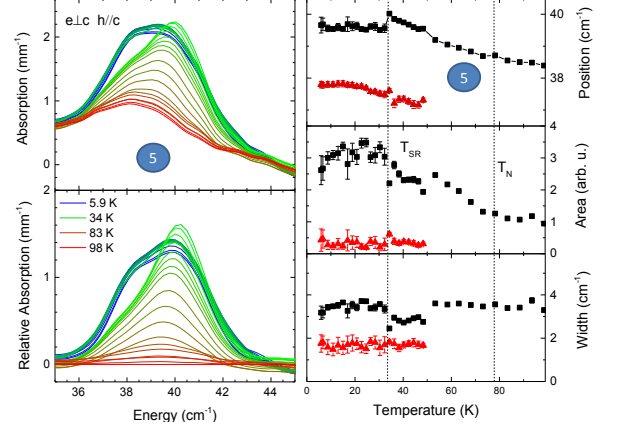 e⊥c h//c
Absorption (mm⁻¹)
2
1
0
5
Relative Absorption (mm⁻¹)
2
1
0
5.9 K
34 K
83 K
98 K
36 38 40 42 44
Energy (cm⁻¹)
40
38
36
Position (cm⁻¹)
5
T_SR
T_N
3
2
1
0
Area (arb. u.)
4
2
0
Width (cm⁻¹)
0 20 40 60 80
Temperature (K)